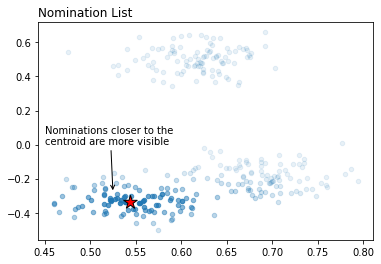 Nomination List
0.6
0.4
0.2
0.0
−0.2
−0.4
Nominations closer to the
centroid are more visible
0.45 0.50 0.55 0.60 0.65 0.70 0.75 0.80